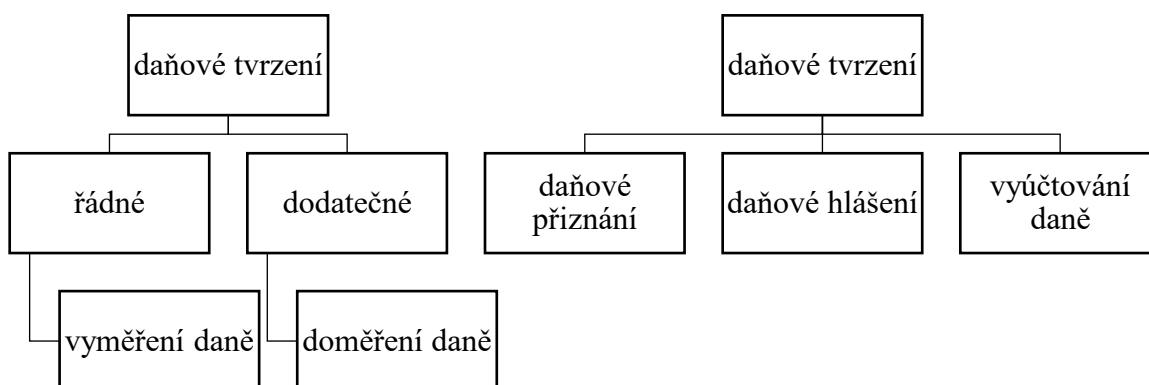 daňové tvrzení
řádné
dodatečné
vyměření daně
doměření daně
daňové tvrzení
daňové
přiznání
daňové hlášení
vyúčtování
daně